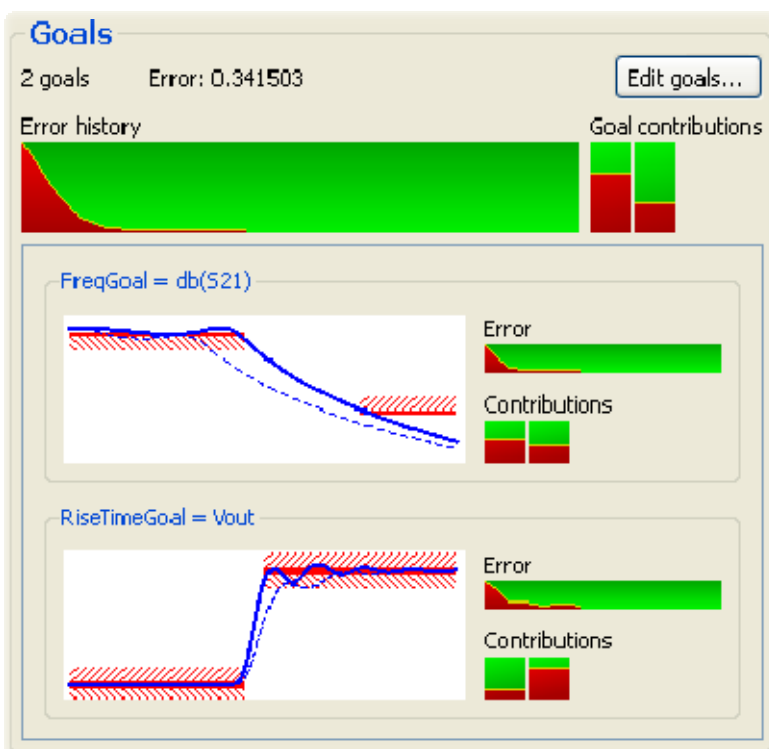 Goals
2 goals Error: 0.341503 Edit goals...
Error history Goal contributions
FreqGoal = db(S21)
Error
Contributions
RiseTimeGoal = Vout
Error
Contributions